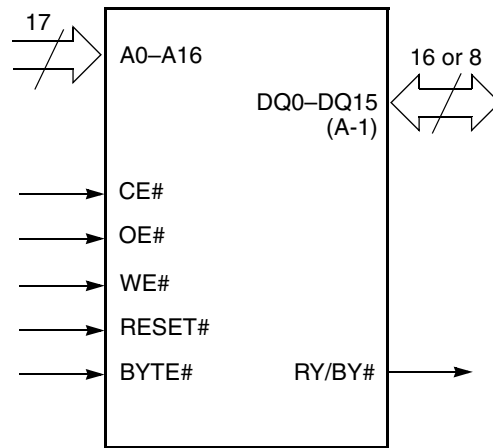 17
A0–A16
16 or 8
DQ0–DQ15
(A-1)
CE#
OE#
WE#
RESET#
BYTE#
RY/BY#